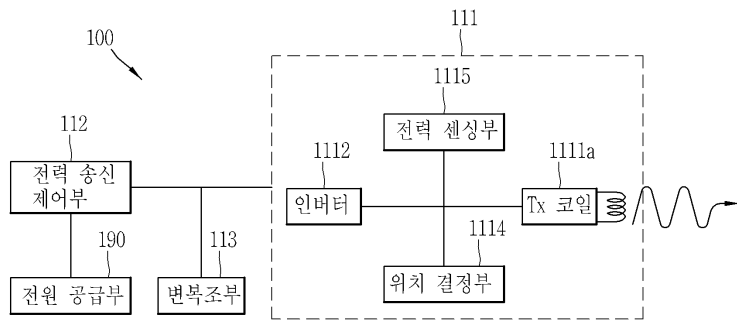 100
111
1115
전력 센싱부
112
전력 송신
제어부
1112
인버터
1111a
Tx 코일
190
전원 공급부
113
변복조부
1114
위치 결정부